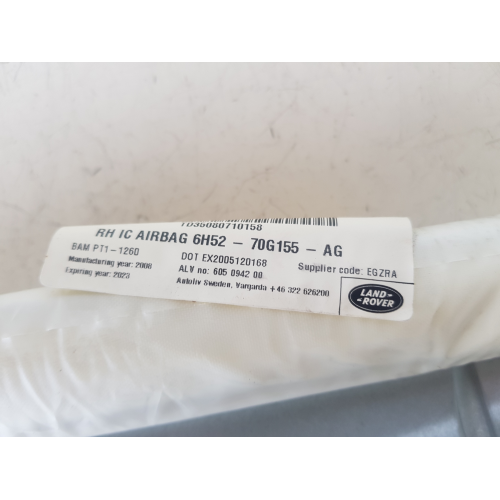 TD35080710158
RH IC AIRBAG 6H52 - 70G155 - AG
BAM PT1-1260
DOT EX2005120168
Supplier code: EGZRA
Manufacturing year: 2008
ALV no: 605 0942 00
Expiring year: 2023
Autoliv Sweden, Vargarda +46 322 626200
LAND-
ROVER